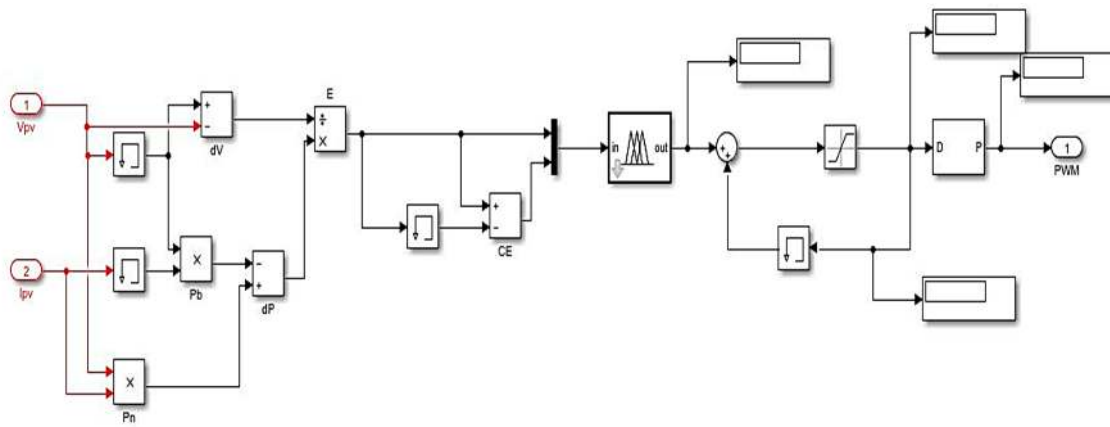 1
Vpv
+
−
dV
E
÷
×
in
out
+
+
D
P
1
PWM
+
−
CE
2
Ipv
×
Pb
−
+
dP
×
Pn